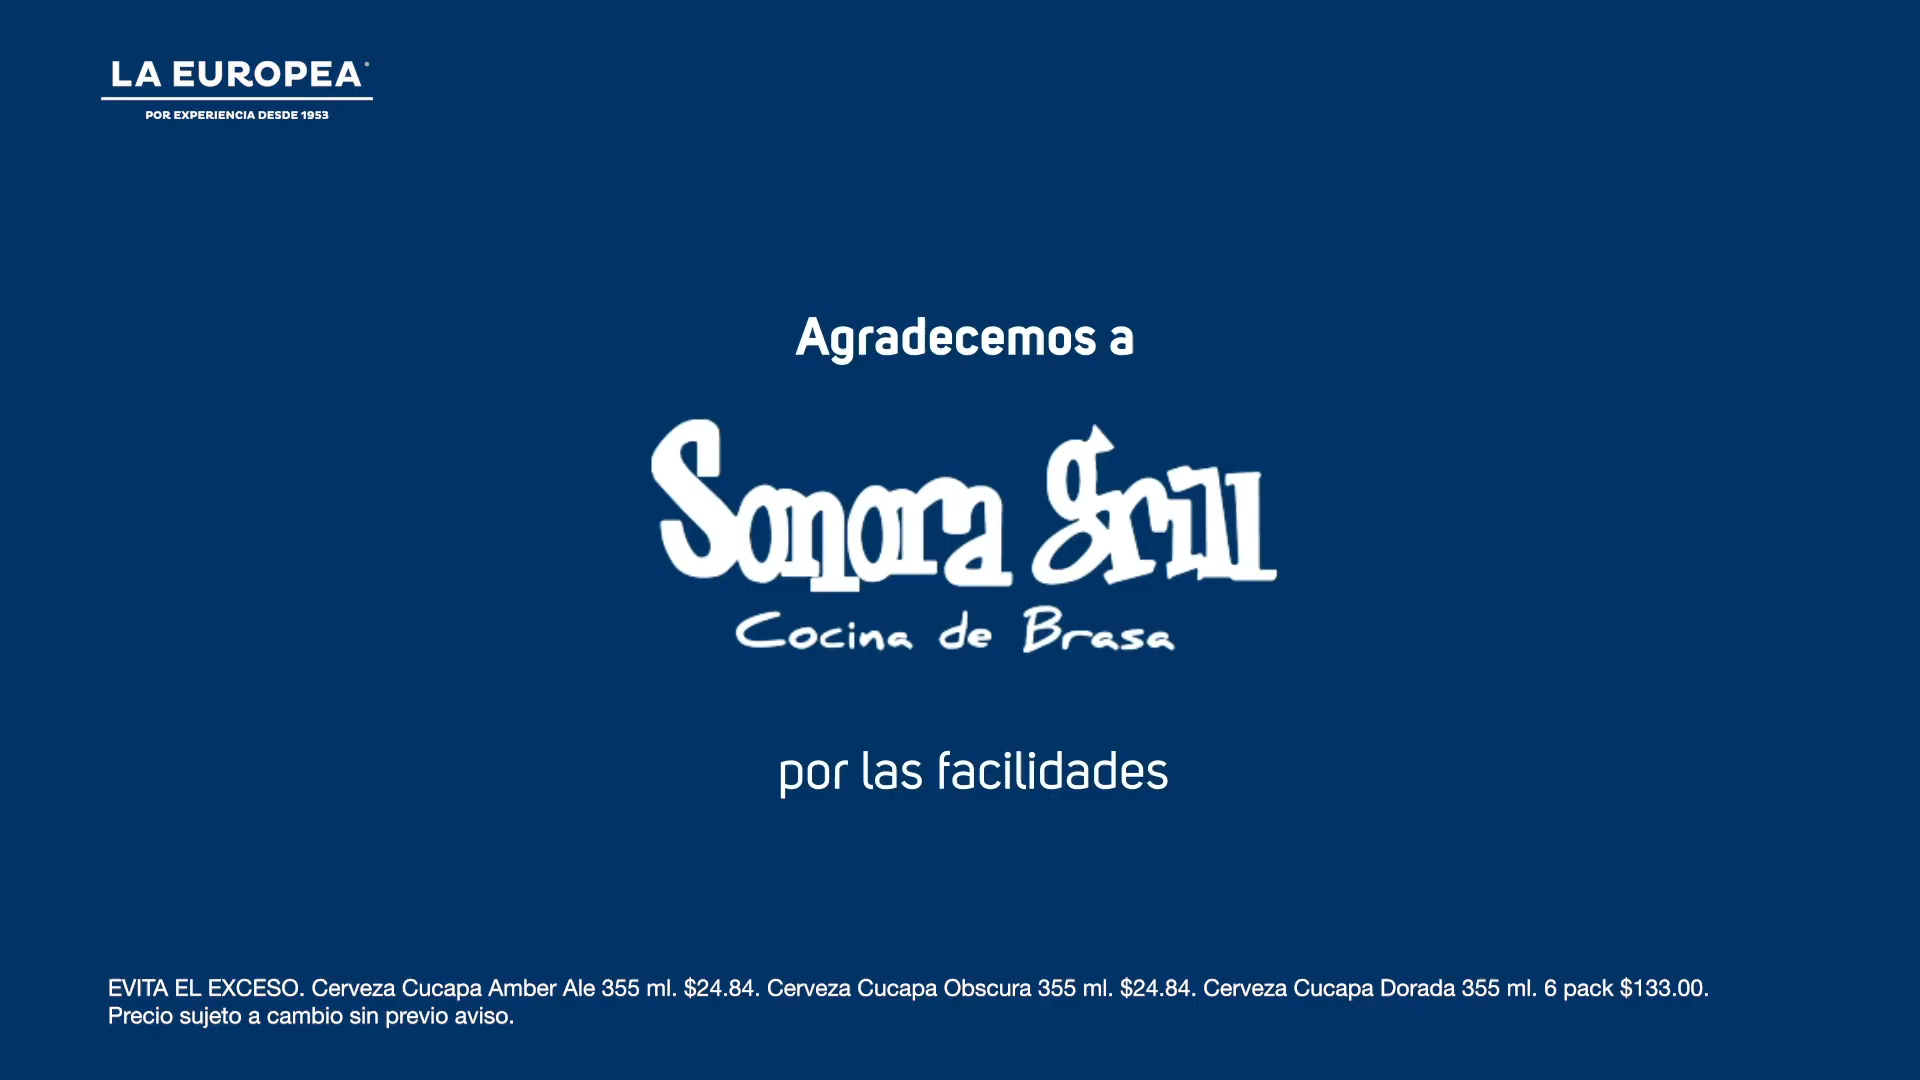 LA EUROPEA
POR EXPERIENCIA DESDE 1953
Agradecemos a
Sonora grill
Cocina de Brasa
por las facilidades
EVITA EL EXCESO. Cerveza Cucapa Amber Ale 355 ml. $24.84. Cerveza Cucapa Obscura 355 ml. $24.84. Cerveza Cucapa Dorada 355 ml. 6 pack $133.00.
Precio sujeto a cambio sin previo aviso.